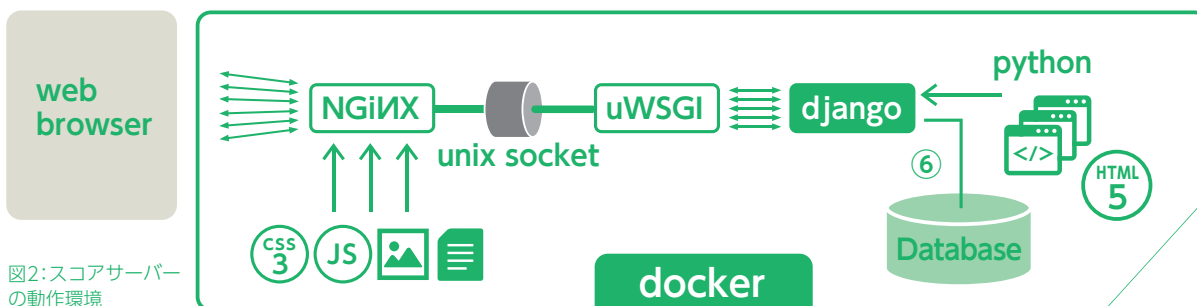 web
browser
NGiИX
unix socket
uWSGI
django
python
</>
HTML
5
⑥
Database
CSS
3
JS
docker
図2:スコアサーバー
の動作環境